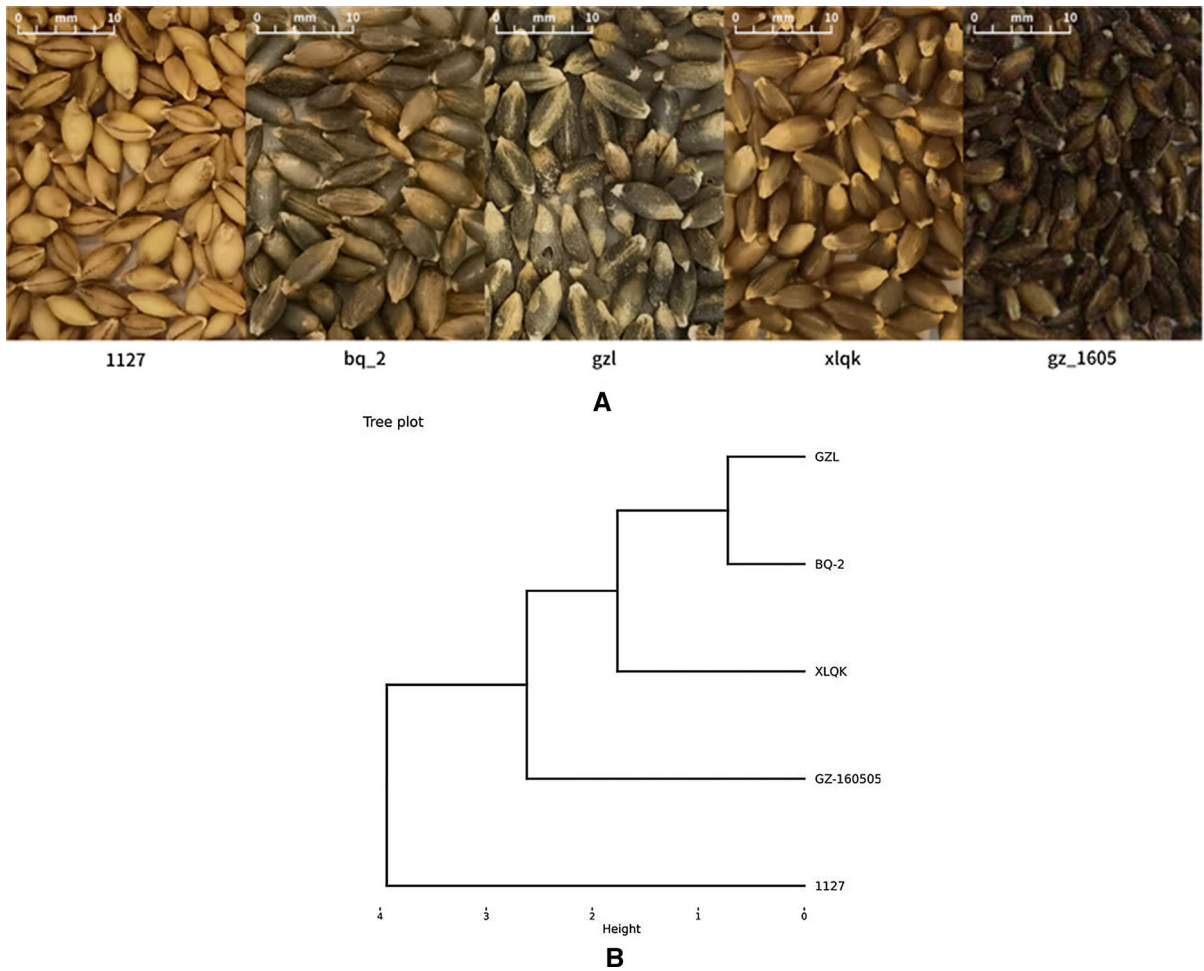 0 mm 10 0 mm 10 0 mm 10 0 mm 10 0 mm 10
1127 bq_2 gzl xlqk gz_1605
A
Tree plot
GZL
BQ-2
XLQK
GZ-160505
1127
4 3 2 1 0
Height
B